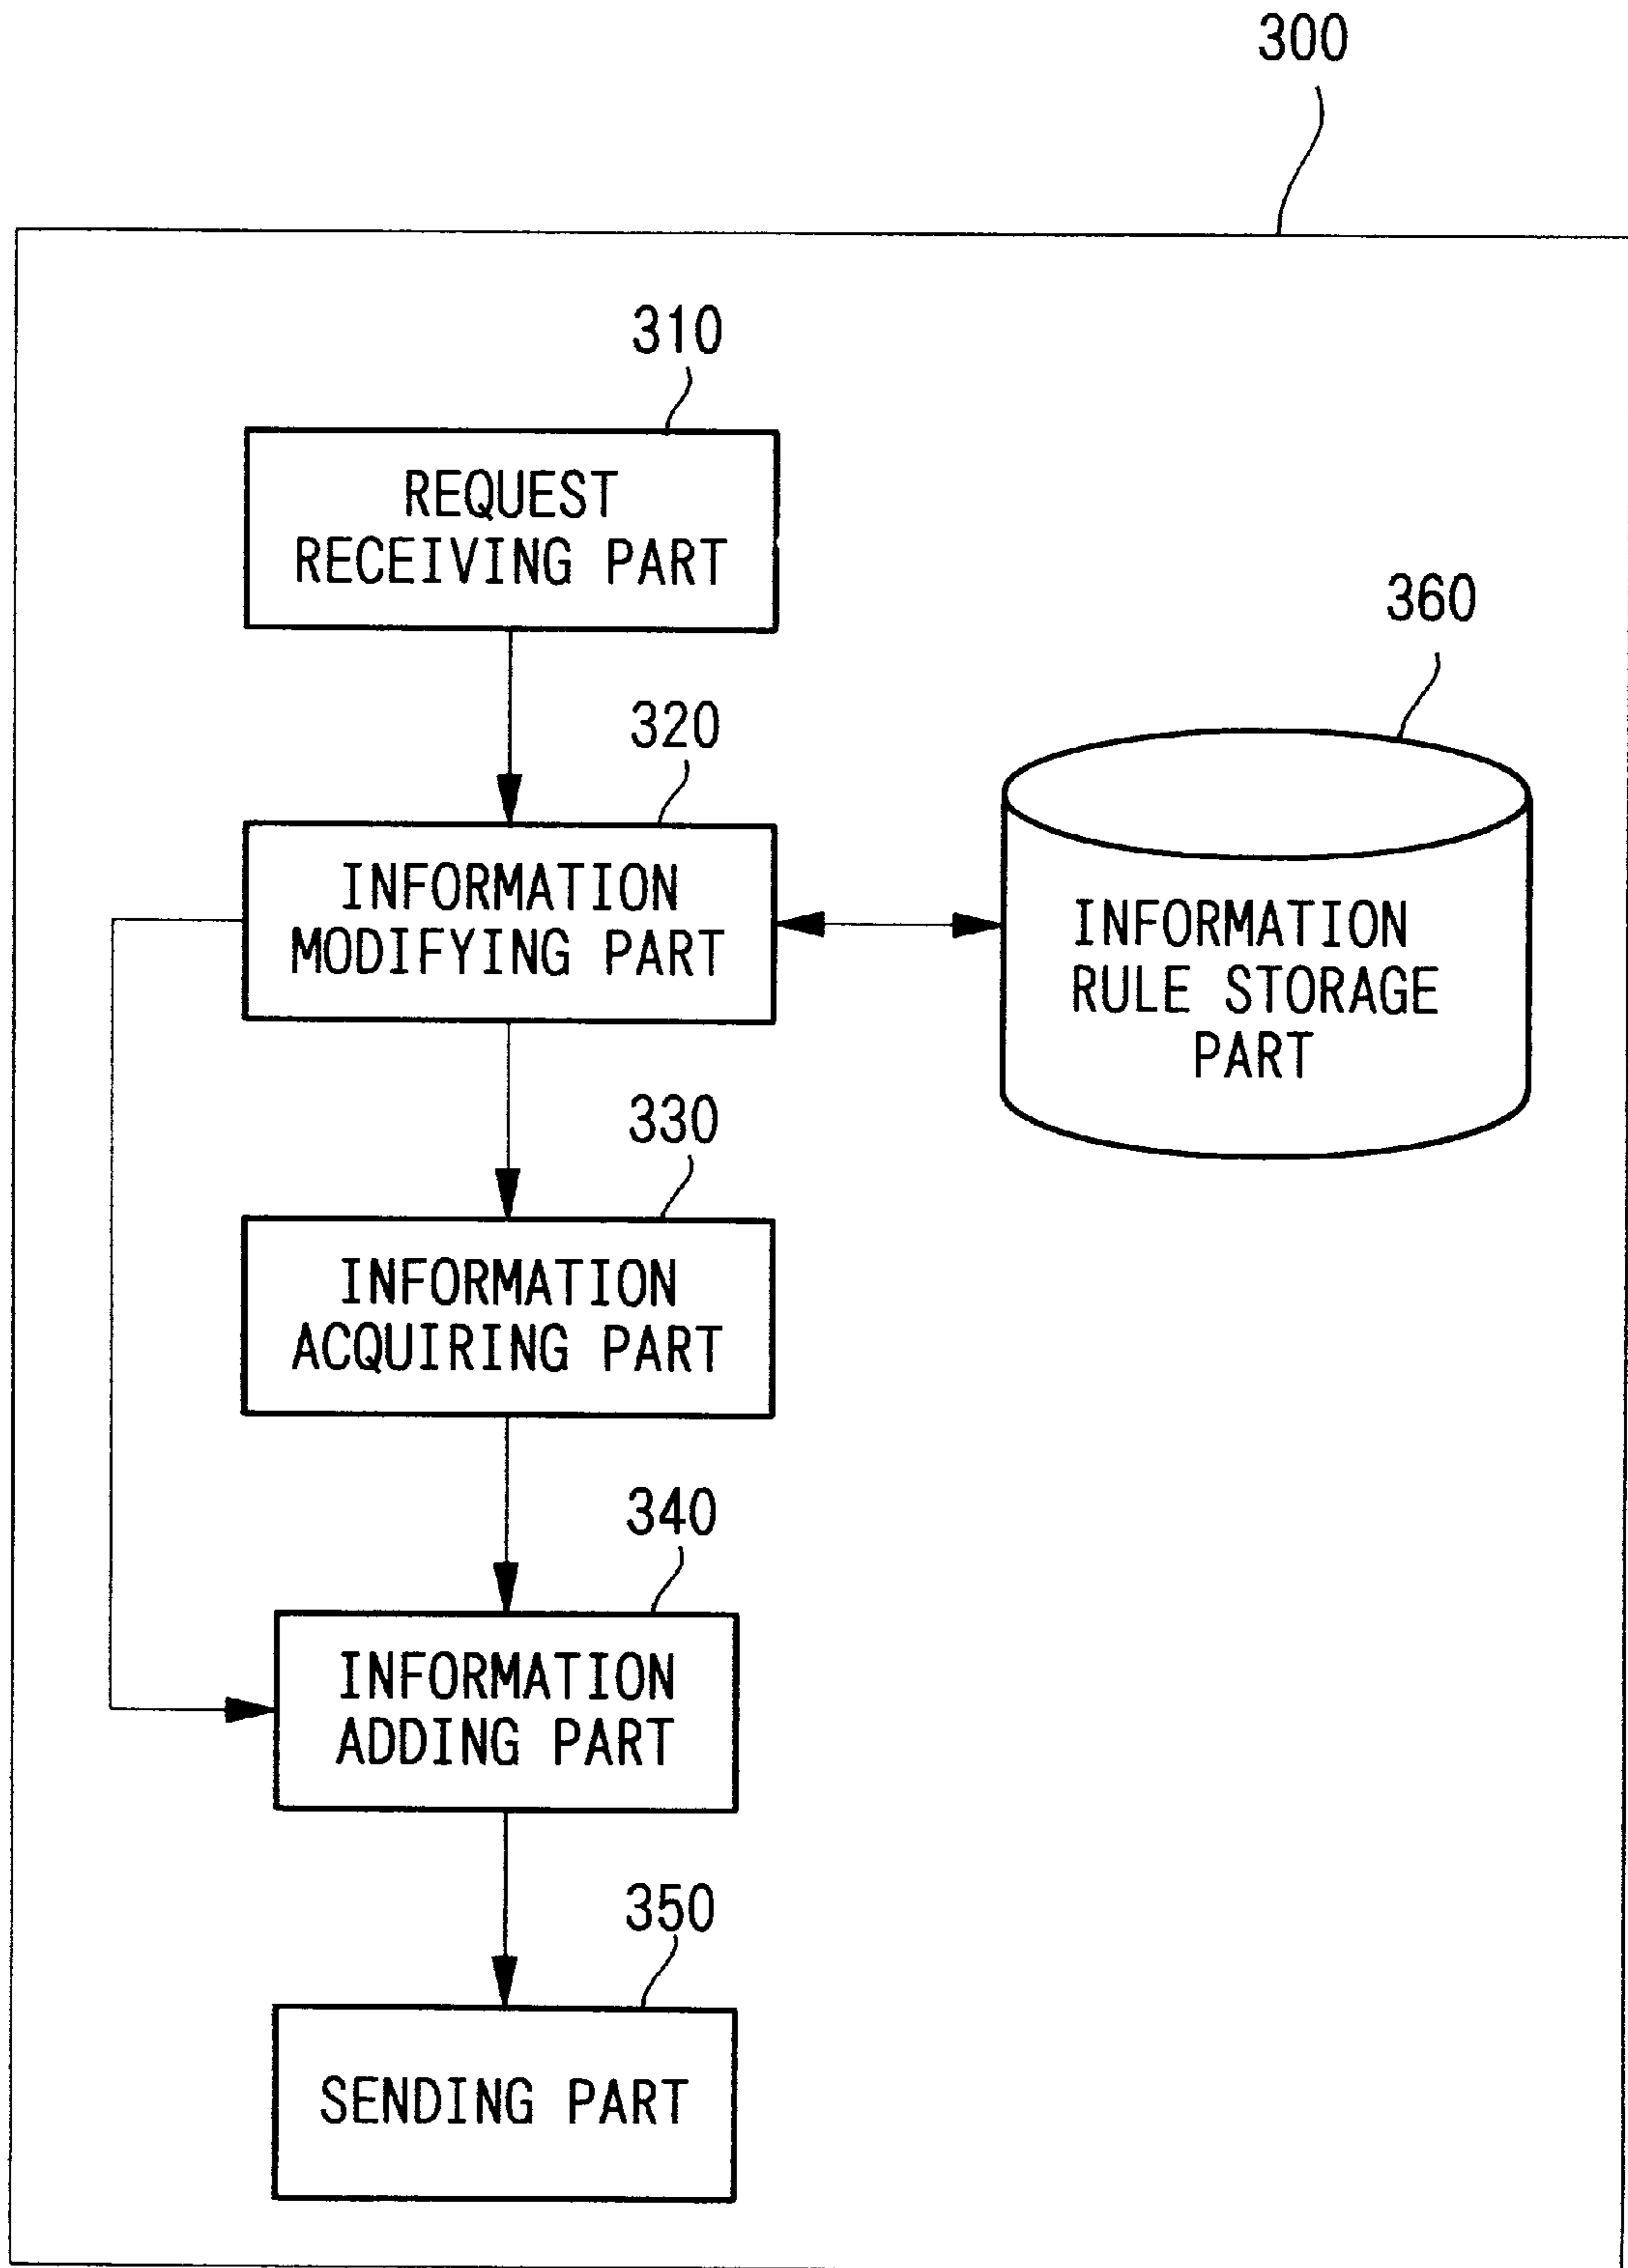 300
310
REQUEST
RECEIVING PART
320
INFORMATION
MODIFYING PART
360
INFORMATION
RULE STORAGE
PART
330
INFORMATION
ACQUIRING PART
340
INFORMATION
ADDING PART
350
SENDING PART